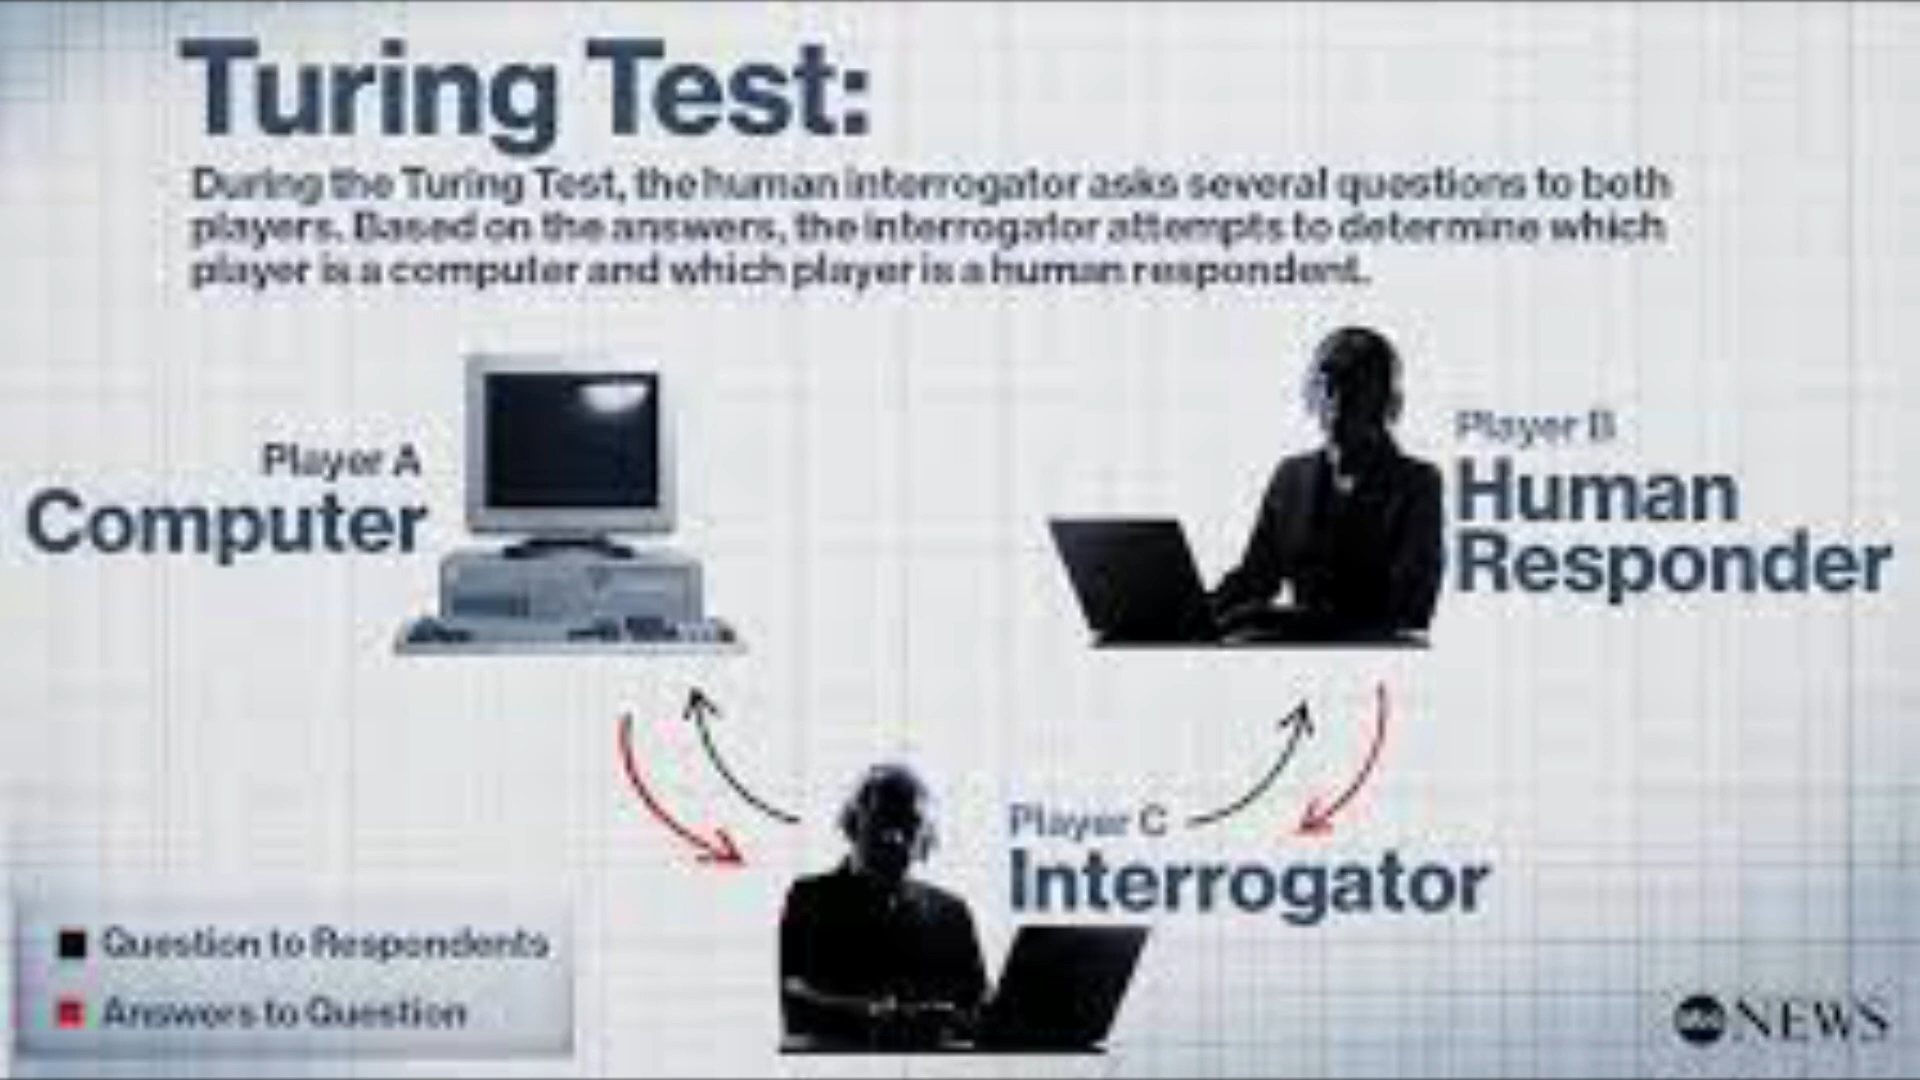 Turing Test:
During the Turing Test, the human interrogator asks several questions to both
players. Based on the answers, the interrogator attempts to determine which
player is a computer and which player is a human respondent.
Player A
Computer
Player B
Human
Responder
Player C
Interrogator
Question to Respondents
Answers to Question
abc NEWS